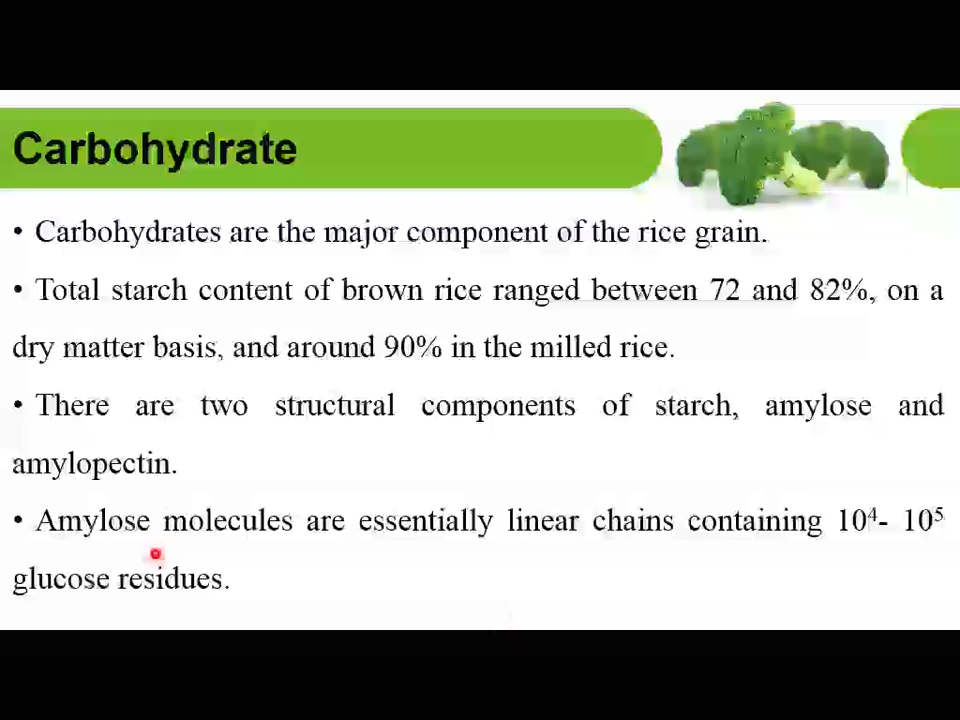 Carbohydrate
• Carbohydrates are the major component of the rice grain.
• Total starch content of brown rice ranged between 72 and 82%, on a
dry matter basis, and around 90% in the milled rice.
• There are two structural components of starch, amylose and
amylopectin.
• Amylose molecules are essentially linear chains containing 10⁴- 10⁵
glucose residues.